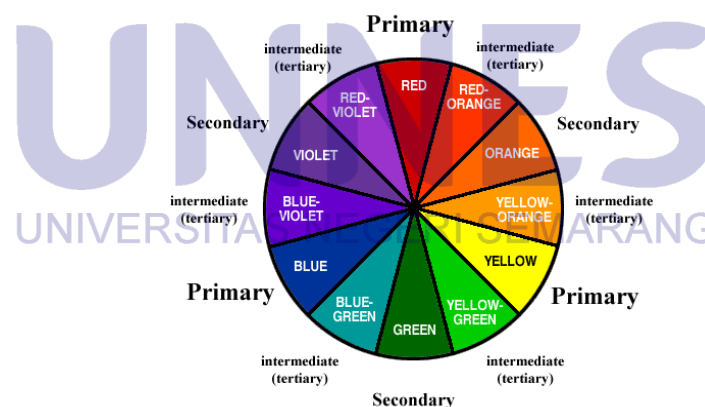 UNNES
UNIVERSITAS NEGERI SEMARANG
Primary
intermediate
(tertiary)
intermediate
(tertiary)
RED
RED-
VIOLET
RED-
ORANGE
Secondary
Secondary
VIOLET
ORANGE
intermediate
(tertiary)
BLUE-
VIOLET
YELLOW-
ORANGE
intermediate
(tertiary)
BLUE
YELLOW
Primary
Primary
BLUE-
GREEN
GREEN
YELLOW-
GREEN
intermediate
(tertiary)
intermediate
(tertiary)
Secondary